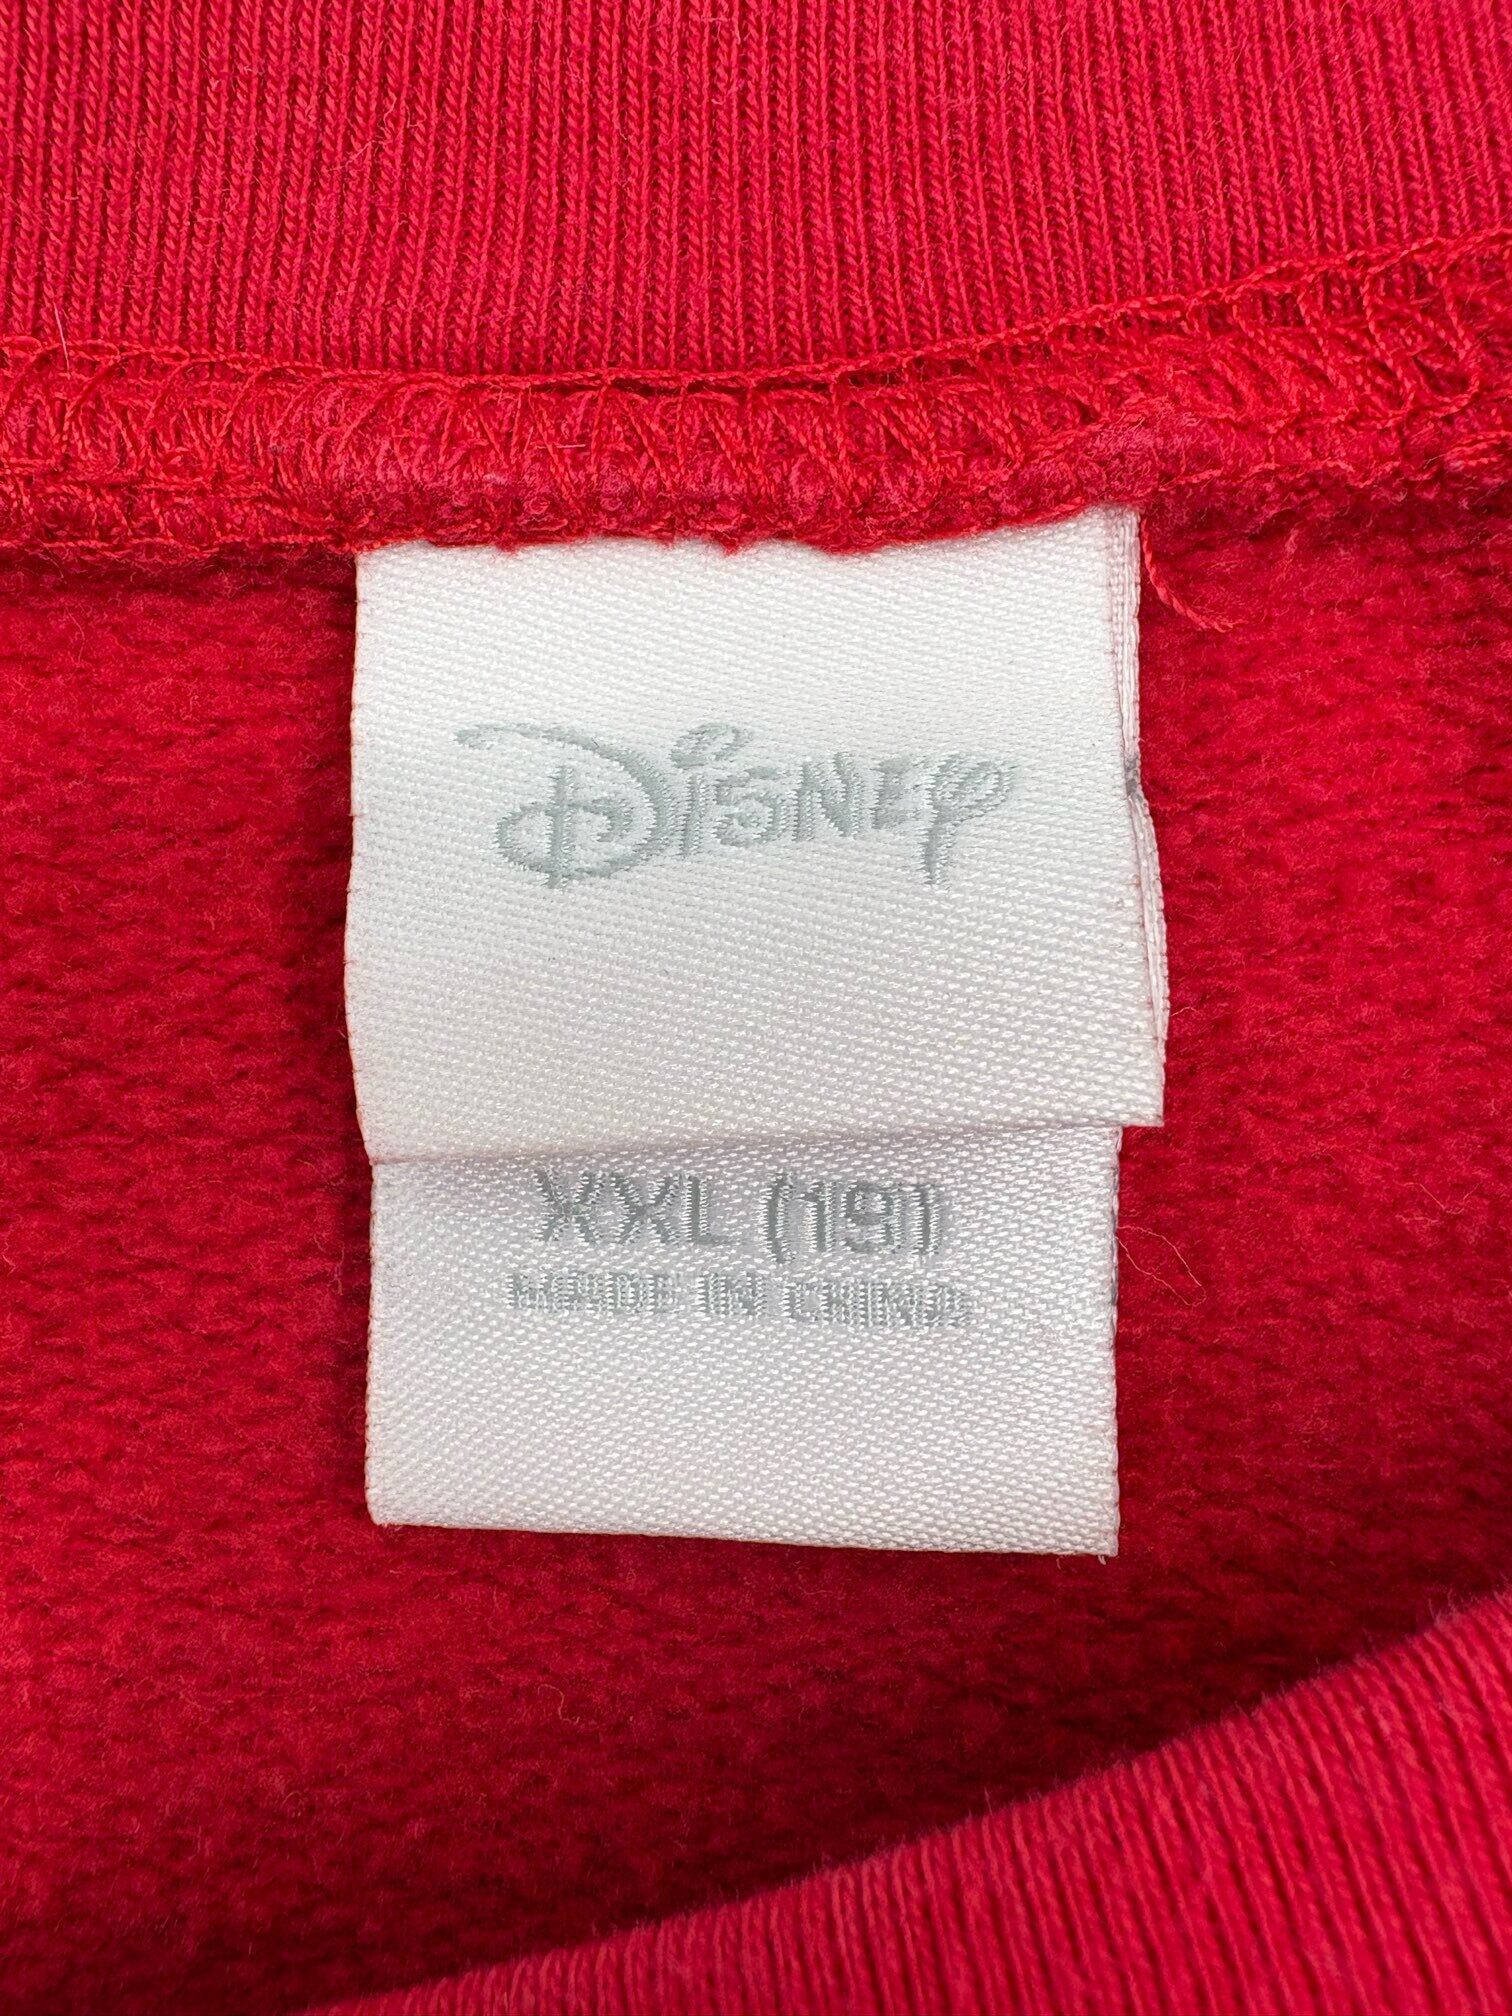 Disney
XXL (19)
MADE IN CHINA